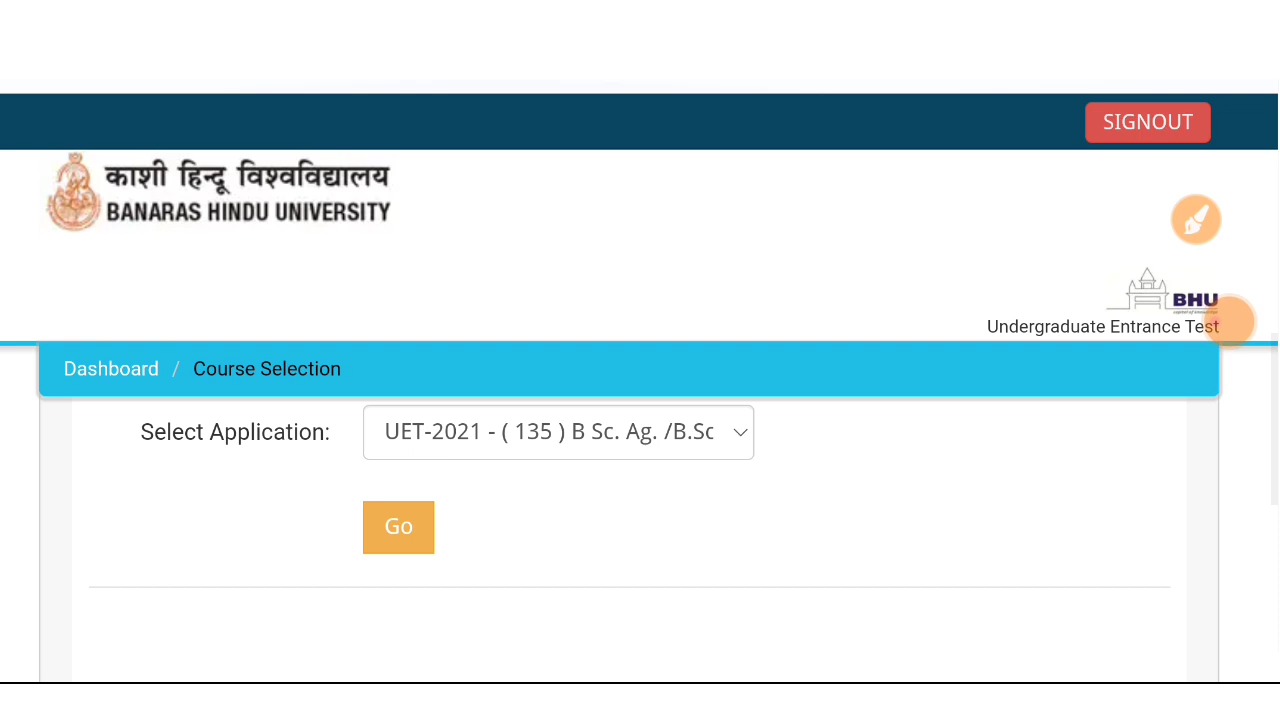 SIGNOUT
काशी हिन्दू विश्वविद्यालय
BANARAS HINDU UNIVERSITY
BHU
Undergraduate Entrance Test
Dashboard / Course Selection
Select Application: UET-2021 - ( 135 ) B Sc. Ag. /B.Sc
Go